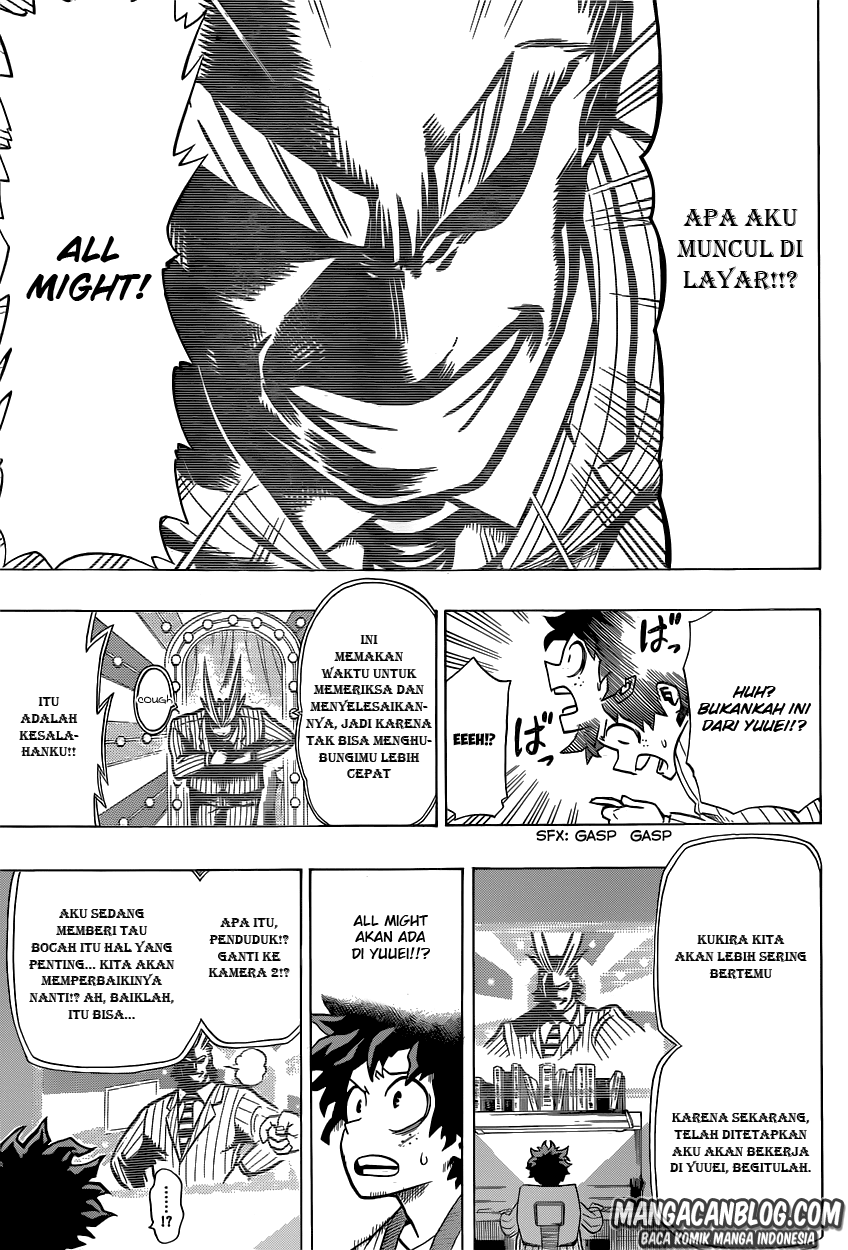 APA AKU
MUNCUL DI
LAYAR!!?
ALL
MIGHT!
HUH?
BUKANKAH INI
DARI YUUEI!?
ばっ
EEEH!?
ばっ
SFX: GASP GASP
INI
MEMAKAN
WAKTU UNTUK
MEMERIKSA DAN
MENYELESAIKAN-
NYA, JADI KARENA
TAK BISA MENGHU-
BUNGIMU LEBIH
CEPAT
COUGH
ITU
ADALAH
KESALA-
HANKU!!
KUKIRA KITA
AKAN LEBIH SERING
BERTEMU
KARENA SEKARANG,
TELAH DITETAPKAN
AKU AKAN BEKERJA
DI YUUEI, BEGITULAH.
ALL MIGHT
AKAN ADA
DI YUUEI!!?
APA ITU,
PENDUDUK!?
GANTI KE
KAMERA 2!?
AKU SEDANG
MEMBERI TAU
BOCAH ITU HAL YANG
PENTING... KITA AKAN
MEMPERBAIKINYA
NANTI!? AH, BAIKLAH,
ITU BISA...
........!?
MANGACANBLOG.COM
BACA KOMIK MANGA INDONESIA